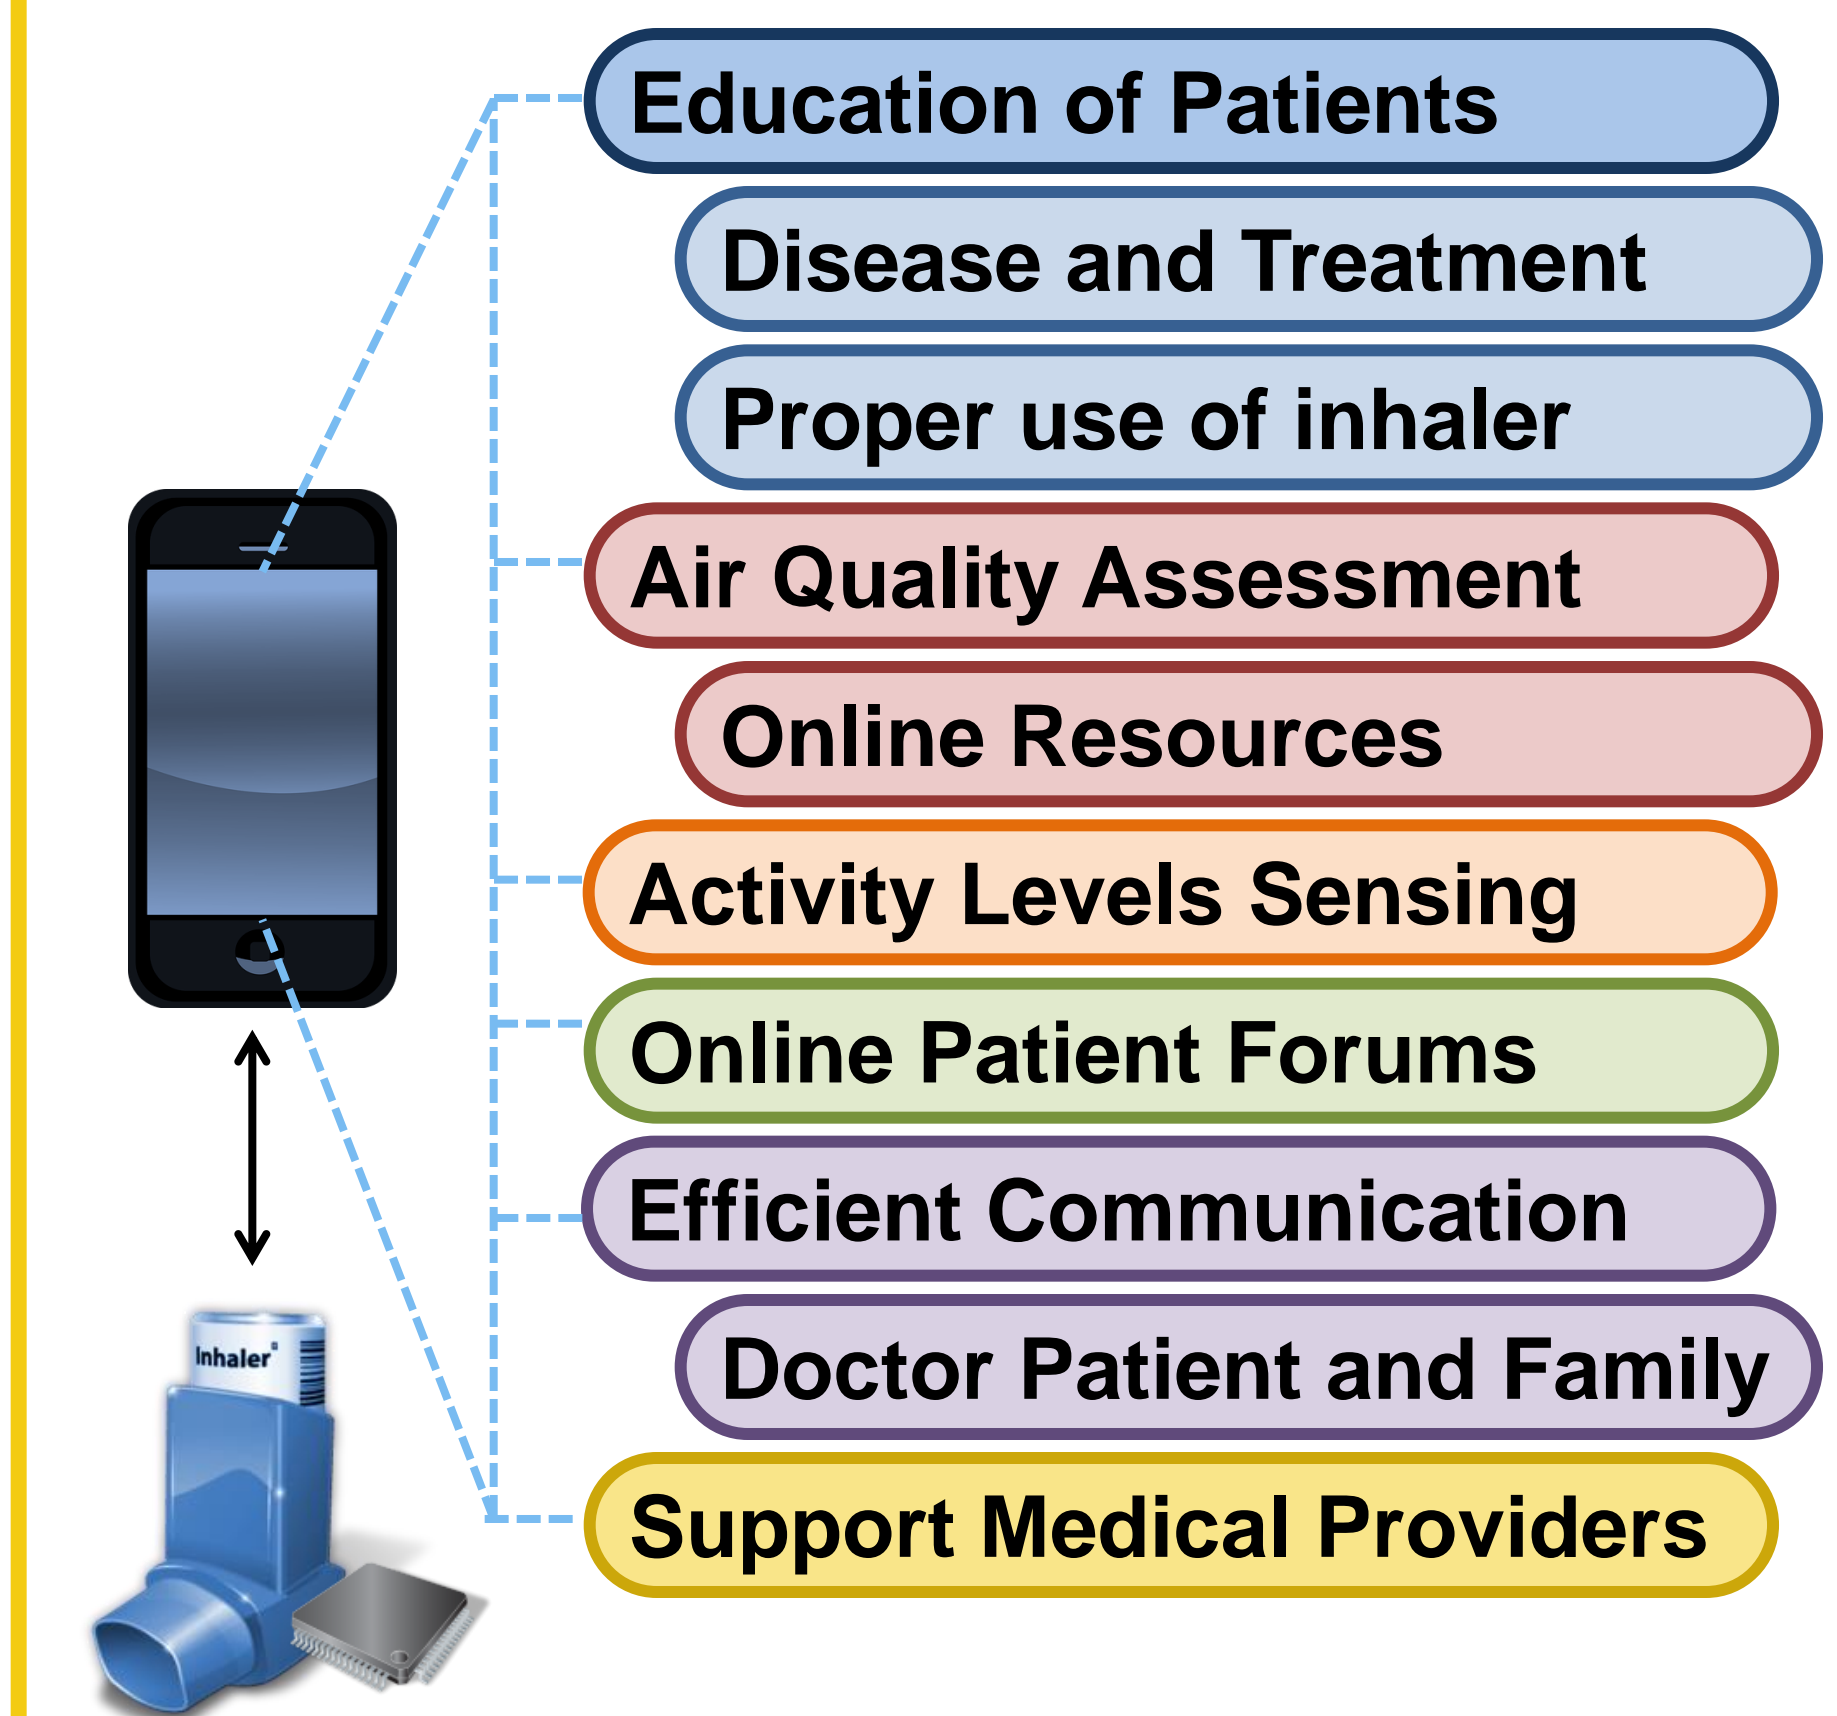 Education of Patients
Disease and Treatment
Proper use of inhaler
Air Quality Assessment
Online Resources
Activity Levels Sensing
Online Patient Forums
Efficient Communication
Inhaler
Doctor Patient and Family
Support Medical Providers